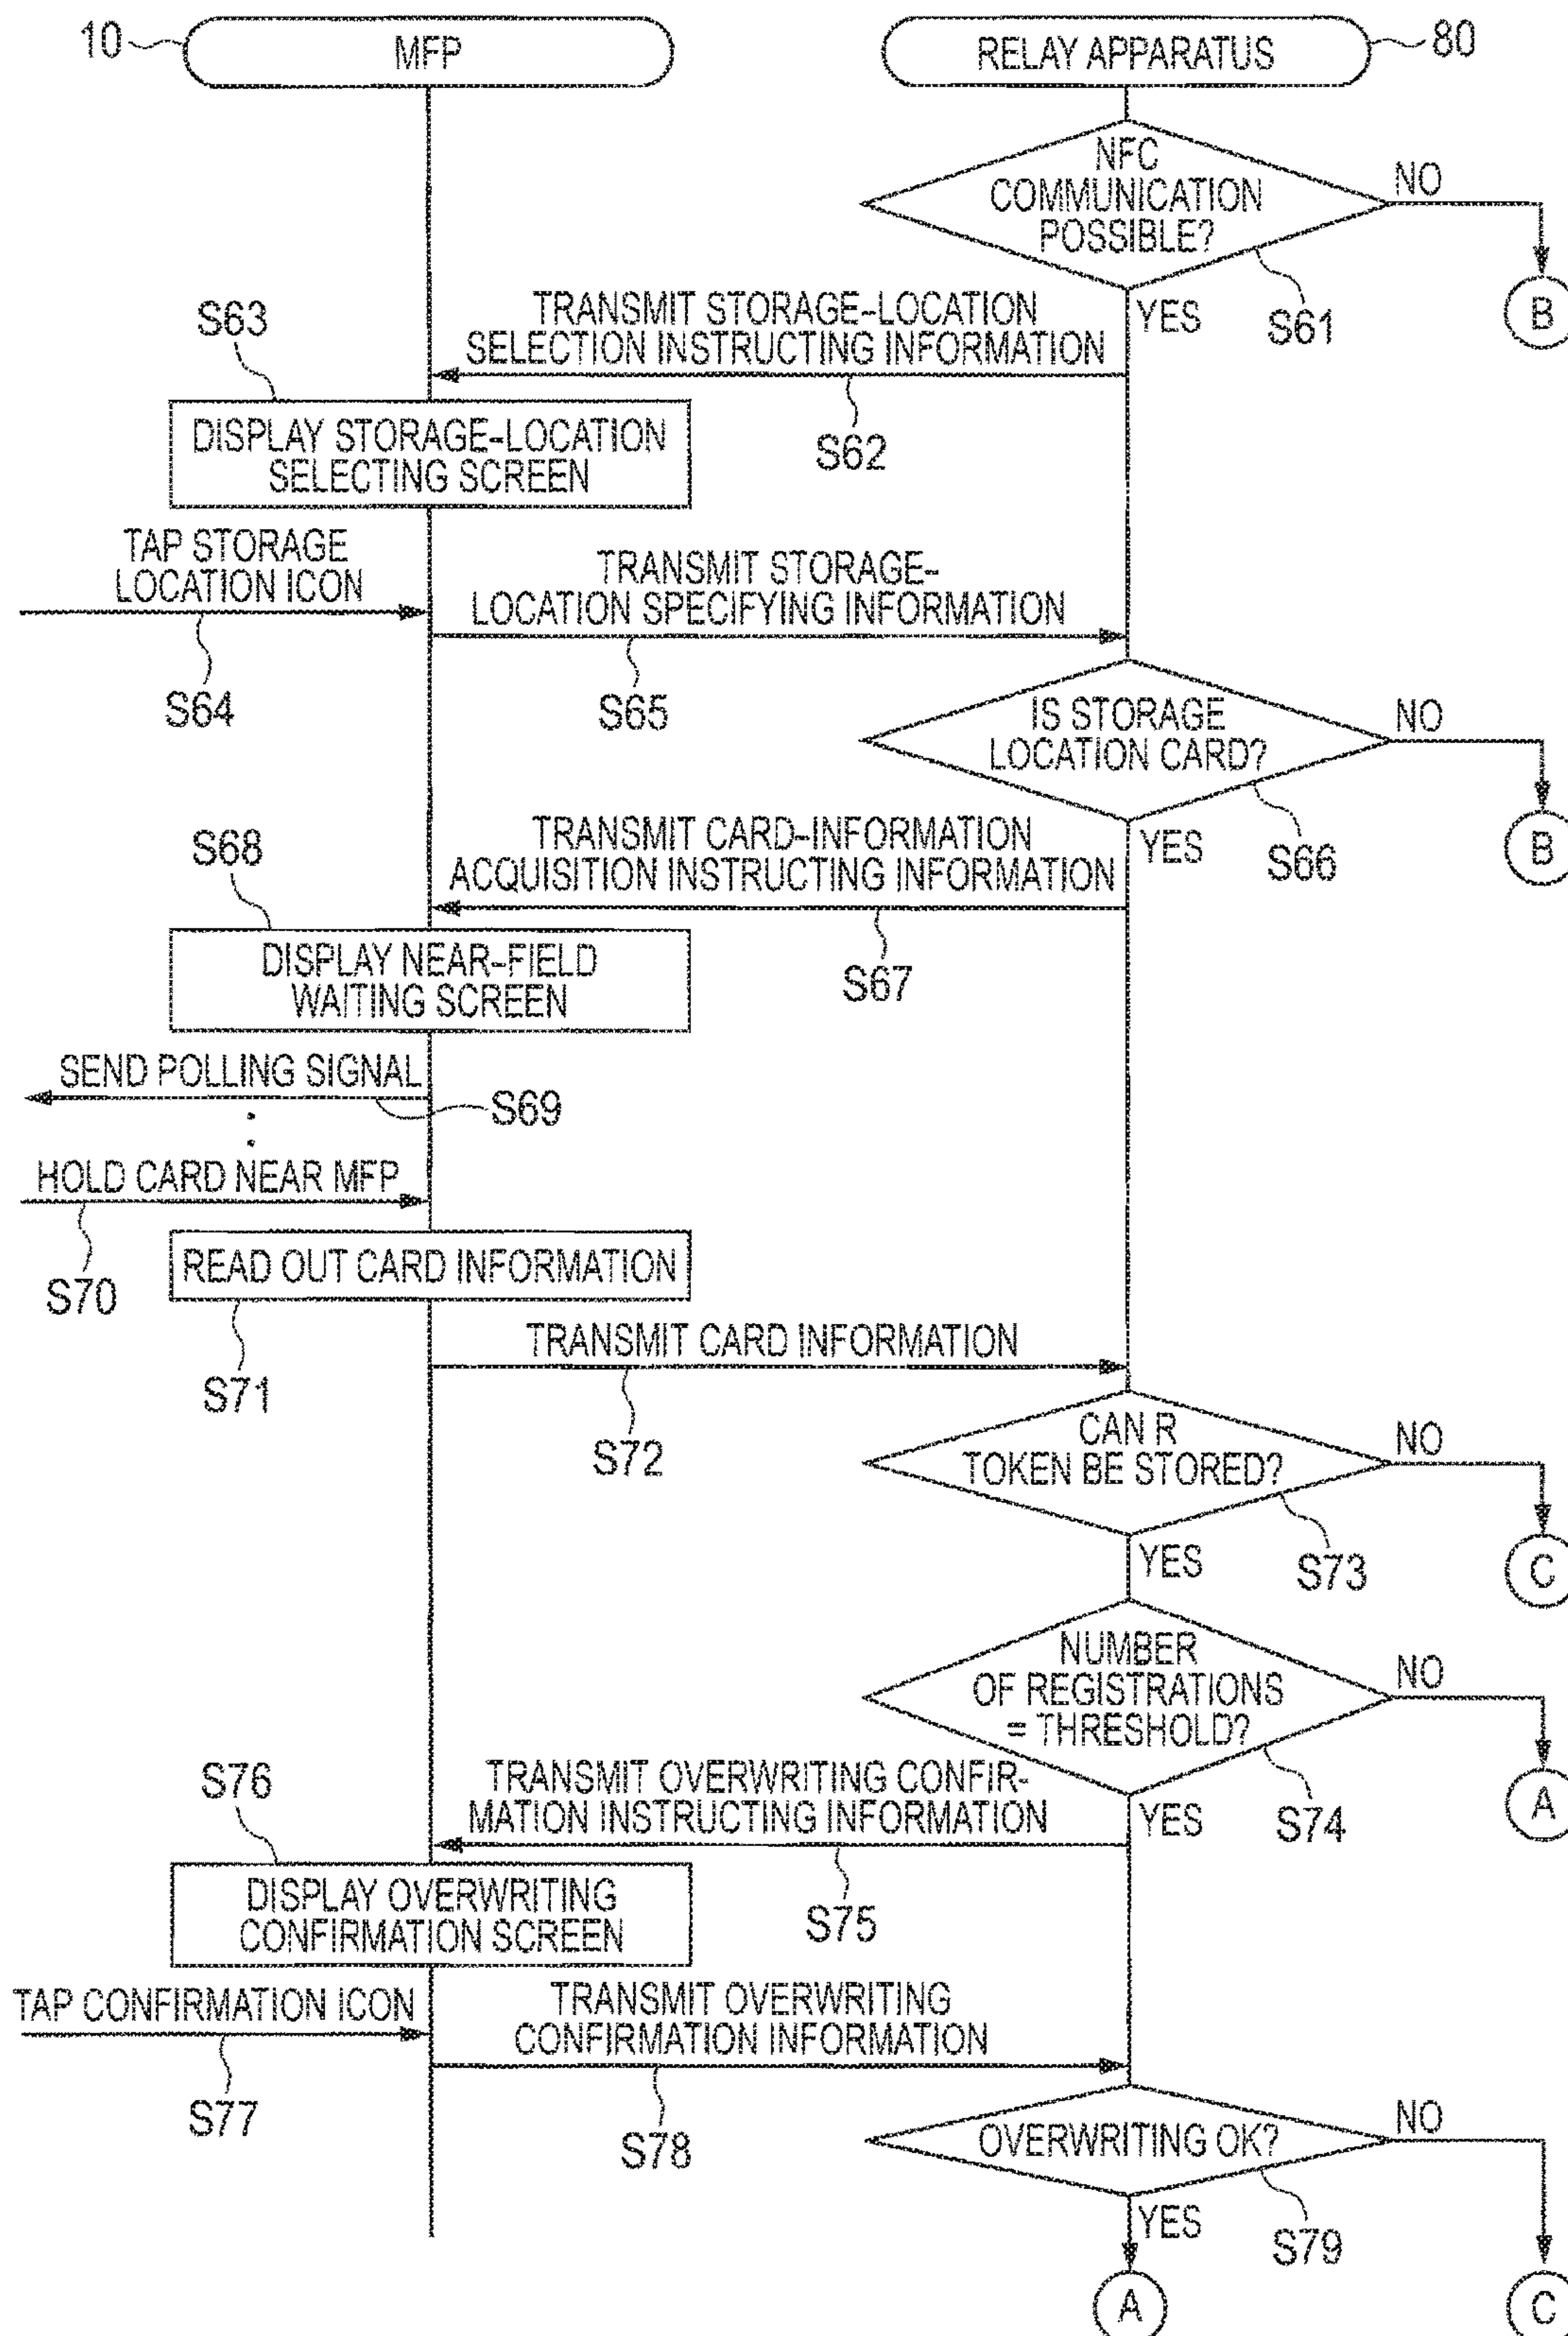 10
MFP
RELAY APPARATUS
80
NFC
COMMUNICATION
POSSIBLE?
NO
B
S61
YES
TRANSMIT STORAGE-LOCATION
SELECTION INSTRUCTING INFORMATION
S62
S63
DISPLAY STORAGE-LOCATION
SELECTING SCREEN
TAP STORAGE
LOCATION ICON
S64
TRANSMIT STORAGE-
LOCATION SPECIFYING INFORMATION
S65
IS STORAGE
LOCATION CARD?
NO
B
S66
YES
TRANSMIT CARD-INFORMATION
ACQUISITION INSTRUCTING INFORMATION
S67
S68
DISPLAY NEAR-FIELD
WAITING SCREEN
SEND POLLING SIGNAL
S69
HOLD CARD NEAR MFP
S70
READ OUT CARD INFORMATION
S71
TRANSMIT CARD INFORMATION
S72
CAN R
TOKEN BE STORED?
NO
C
S73
YES
NUMBER
OF REGISTRATIONS
= THRESHOLD?
NO
A
S74
YES
TRANSMIT OVERWRITING CONFIR-
MATION INSTRUCTING INFORMATION
S75
S76
DISPLAY OVERWRITING
CONFIRMATION SCREEN
TAP CONFIRMATION ICON
S77
TRANSMIT OVERWRITING
CONFIRMATION INFORMATION
S78
OVERWRITING OK?
NO
C
S79
YES
A